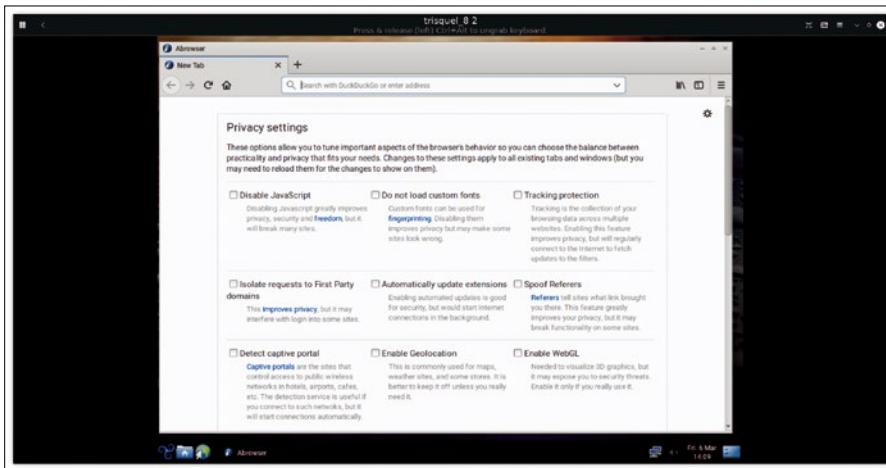 trisquel_8 2
Press & release [left] Ctrl+Alt to ungrab keyboard.
Abrowser
New Tab
Search with DuckDuckGo or enter address
Privacy settings
These options allow you to tune important aspects of the browser's behavior so you can choose the balance between
practicality and privacy that fits your needs. Changes to these settings apply to all existing tabs and windows (but you
may need to reload them for the changes to show on them).
Disable JavaScript
Disabling Javascript greatly improves
privacy, security and freedom, but it
will break many sites.
Do not load custom fonts
Custom fonts can be used for
fingerprinting. Disabling them
improves privacy but may make some
sites look wrong.
Tracking protection
Tracking is the collection of your
browsing data across multiple
websites. Enabling this feature
improves privacy, but will regularly
connect to the Internet to fetch
updates to the filters.
Isolate requests to First Party
domains
This improves privacy, but it may
interfere with login into some sites.
Automatically update extensions
Enabling automated updates is good
for security, but would start Internet
connections in the background.
Spoof Referers
Referers tell sites what link brought
you there. This feature greatly
improves your privacy, but it may
break functionality on some sites.
Detect captive portal
Captive portals are the sites that
control access to public wireless
networks in hotels, airports, cafes,
etc. The detection service is useful if
you connect to such networks, but it
will start connections automatically.
Enable Geolocation
This is commonly used for maps,
weather sites, and some stores. It is
better to keep it off unless you really
need it.
Enable WebGL
Needed to visualize 3D graphics, but
it may expose you to security threats.
Enable it only if you really use it.
Abrowser
Fri, 6 Mar
14:09